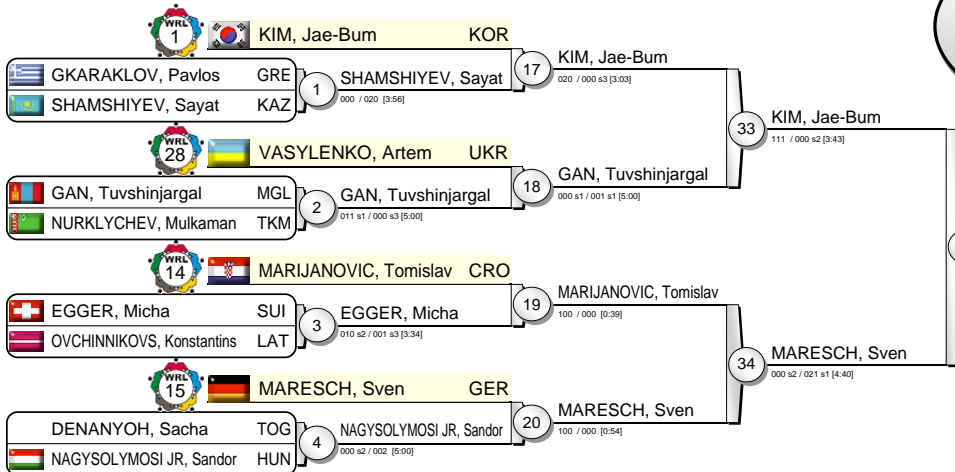 WRL
1
KIM, Jae-Bum KOR
GKARAKLOV, Pavlos GRE
SHAMSHIYEV, Sayat KAZ
1
SHAMSHIYEV, Sayat
000 / 020 [3:56]
17
KIM, Jae-Bum
020 / 000 s3 [3:03]
WRL
28
VASYLENKO, Artem UKR
GAN, Tuvshinjargal MGL
NURKLYCHEV, Mulkaman TKM
2
GAN, Tuvshinjargal
011 s1 / 000 s3 [5:00]
18
GAN, Tuvshinjargal
000 s1 / 001 s1 [5:00]
33
KIM, Jae-Bum
111 / 000 s2 [3:43]
WRL
14
MARIJANOVIC, Tomislav CRO
EGGER, Micha SUI
OVCHINNIKOVS, Konstantins LAT
3
EGGER, Micha
010 s2 / 001 s3 [3:34]
19
MARIJANOVIC, Tomislav
100 / 000 [0:39]
WRL
15
MARESCH, Sven GER
DENANYOH, Sacha TOG
NAGYSOLYMOSI JR, Sandor HUN
4
NAGYSOLYMOSI JR, Sandor
000 s2 / 002 [5:00]
20
MARESCH, Sven
100 / 000 [0:54]
34
MARESCH, Sven
000 s2 / 021 s1 [4:40]